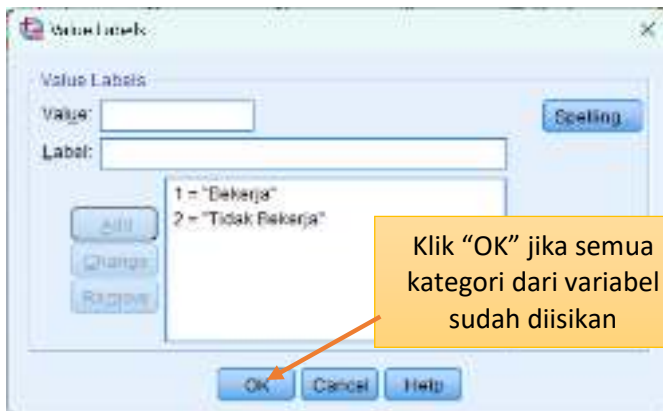 Value Labels
Value Labels
Value:
Spelling...
Label:
1 = "Bekerja"
2 = "Tidak Bekerja"
Add
Change
Remove
Klik “OK” jika semua
kategori dari variabel
sudah diisikan
OK
Cancel
Help